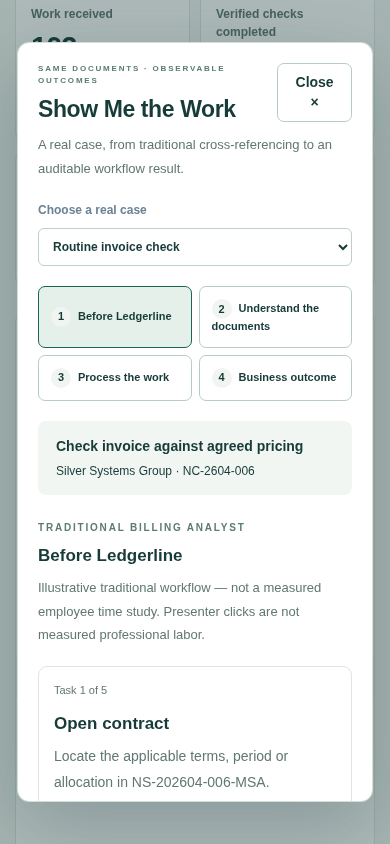 Work received
Verified checks
completed
SAME DOCUMENTS · OBSERVABLE
OUTCOMES
Close
×
Show Me the Work
A real case, from traditional cross-referencing to an
auditable workflow result.
Choose a real case
Routine invoice check
1 Before Ledgerline
2 Understand the
documents
3 Process the work
4 Business outcome
Check invoice against agreed pricing
Silver Systems Group · NC-2604-006
TRADITIONAL BILLING ANALYST
Before Ledgerline
Illustrative traditional workflow — not a measured
employee time study. Presenter clicks are not
measured professional labor.
Task 1 of 5
Open contract
Locate the applicable terms, period or
allocation in NS-202604-006-MSA.